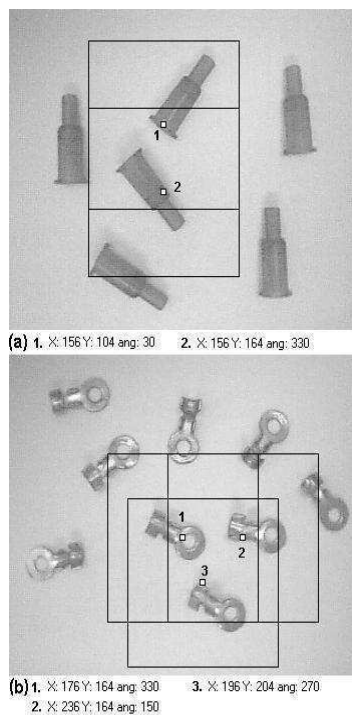 1
2
(a) 1. X: 156 Y: 104 ang: 30 2. X: 156 Y: 164 ang: 330
1
2
3
(b) 1. X: 176 Y: 164 ang: 330 3. X: 196 Y: 204 ang: 270
2. X: 236 Y: 164 ang: 150